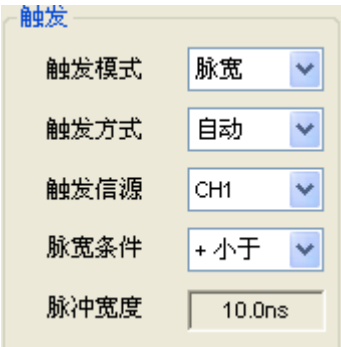 触发
触发模式 脉宽
触发方式 自动
触发信源 CH1
脉宽条件 + 小于
脉冲宽度 10.0ns